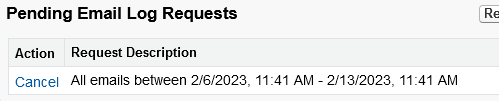 Pending Email Log Requests Re
Action Request Description
Cancel All emails between 2/6/2023, 11:41 AM - 2/13/2023, 11:41 AM